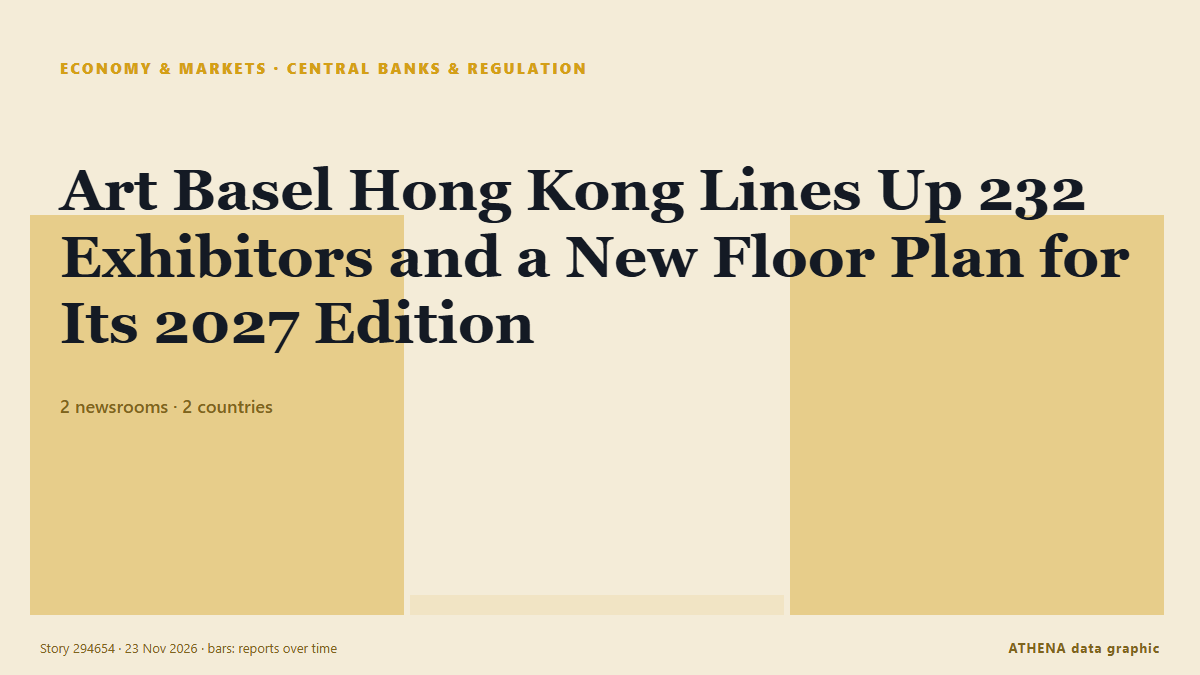 ECONOMY & MARKETS · CENTRAL BANKS & REGULATION
Art Basel Hong Kong Lines Up 232
Exhibitors and a New Floor Plan for
Its 2027 Edition
2 newsrooms · 2 countries
Story 294654 · 23 Nov 2026 · bars: reports over time
ATHENA data graphic